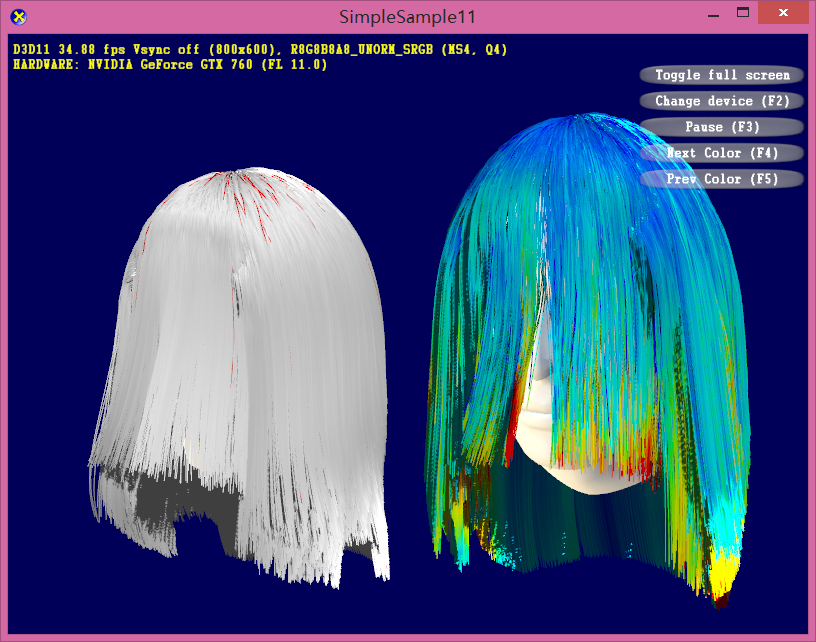 SimpleSample11
D3D11 34.88 fps Vsync off (800x600), R8G8B8A8_UNORM_SRGB (MS4, Q4)
HARDWARE: NVIDIA GeForce GTX 760 (FL 11.0)
Toggle full screen
Change device (F2)
Pause (F3)
Next Color (F4)
Prev Color (F5)